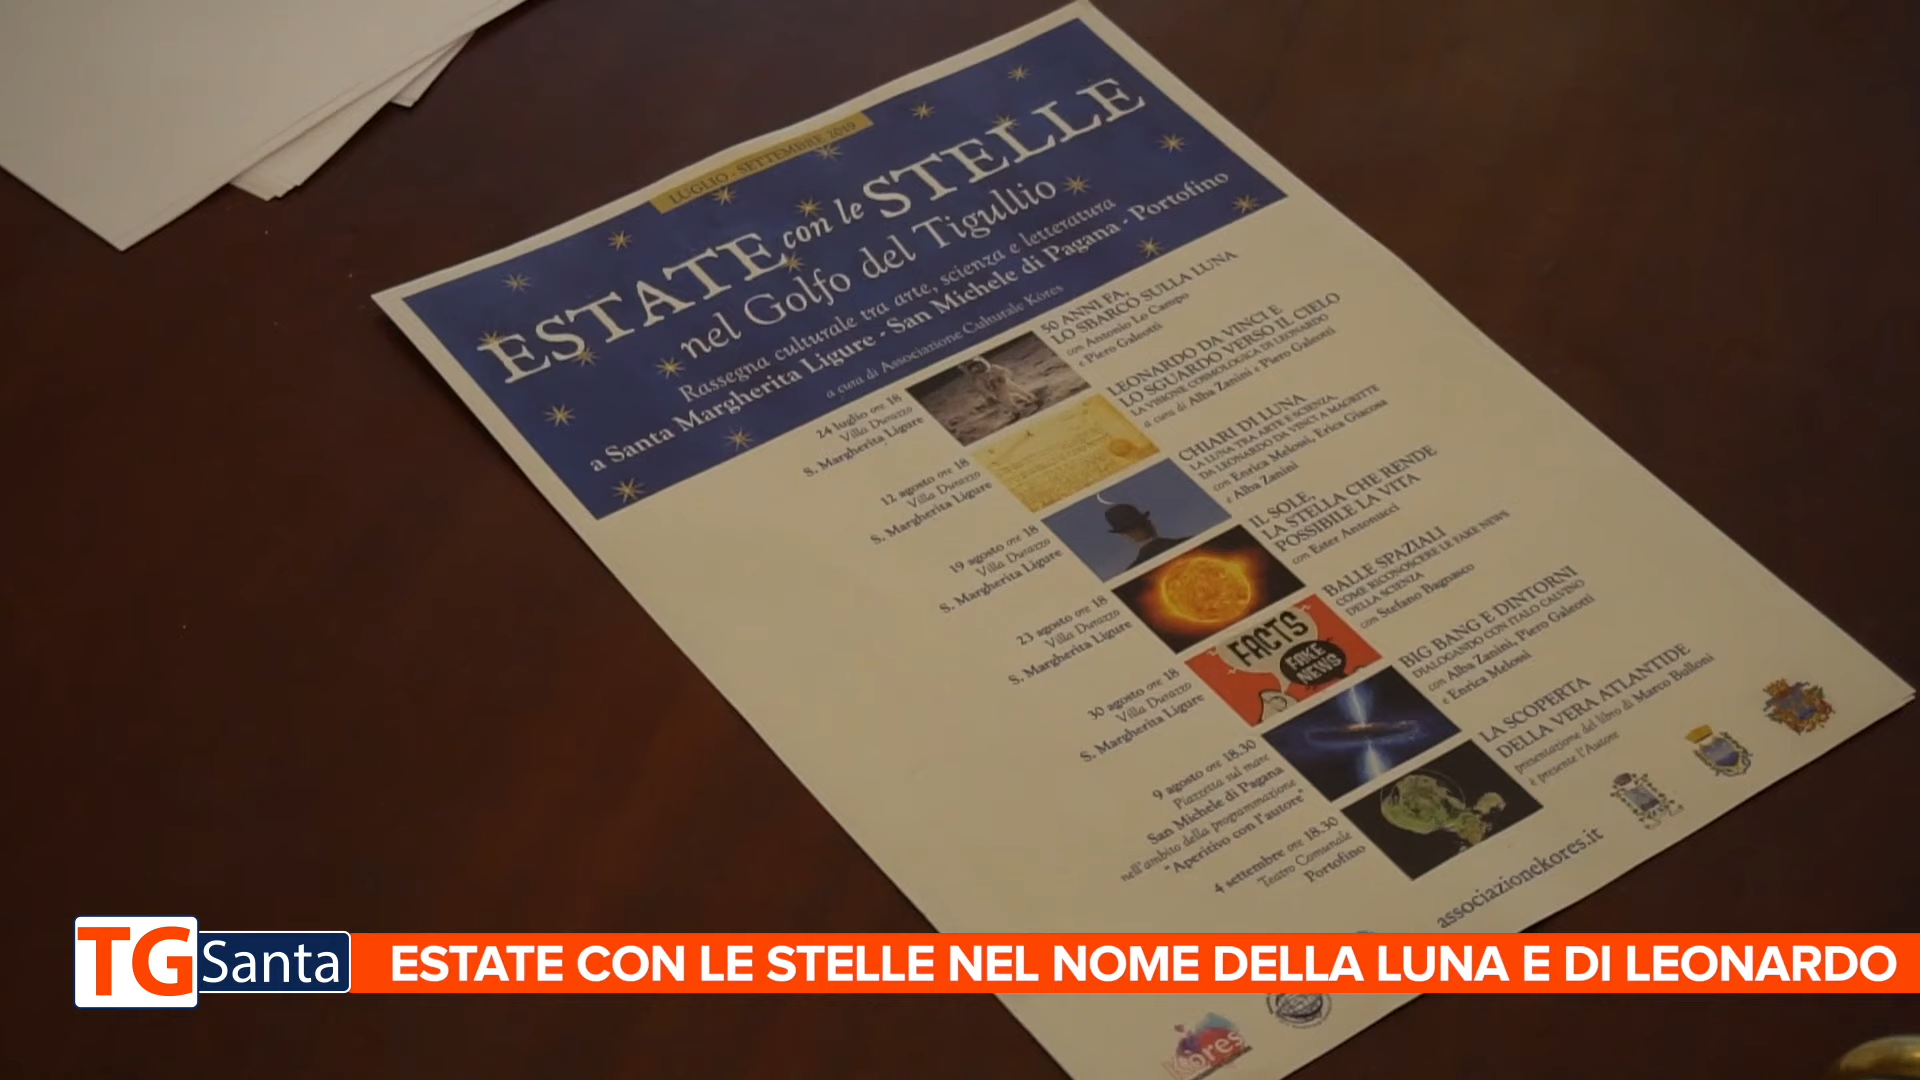 LUGLIO - SETTEMBRE 2019
ESTATE con le STELLE
nel Golfo del Tigullio
Rassegna culturale tra arte, scienza e letteratura
a Santa Margherita Ligure - San Michele di Pagana - Portofino
a cura di Associazione Culturale Kòres
24 luglio ore 18
Villa Durazzo
S. Margherita Ligure
50 ANNI FA,
LO SBARCO SULLA LUNA
con Antonio Lo Campo
e Piero Galeotti
12 agosto ore 18
Villa Durazzo
S. Margherita Ligure
LEONARDO DA VINCI E
LO SGUARDO VERSO IL CIELO
LA VISIONE COSMOLOGICA DI LEONARDO
a cura di Alba Zanini e Piero Galeotti
19 agosto ore 18
Villa Durazzo
S. Margherita Ligure
CHIARI DI LUNA
LA LUNA TRA ARTE E SCIENZA,
DA LEONARDO DA VINCI A MAGRITTE
con Enrica Melossi, Erica Giacosa
e Alba Zanini
23 agosto ore 18
Villa Durazzo
S. Margherita Ligure
IL SOLE,
LA STELLA CHE RENDE
POSSIBILE LA VITA
con Ester Antonucci
30 agosto ore 18
Villa Durazzo
S. Margherita Ligure
FACTS
FAKE
NEWS
BALLE SPAZIALI
COME RICONOSCERE LE FAKE NEWS
DELLA SCIENZA
con Stefano Bagnasco
9 agosto ore 18.30
Piazzetta sul mare
San Michele di Pagana
nell'ambito della programmazione
"Aperitivo con l'autore"
BIG BANG E DINTORNI
DIALOGANDO CON ITALO CALVINO
con Alba Zanini, Piero Galeotti
e Enrica Melossi
4 settembre ore 18.30
Teatro Comunale
Portofino
LA SCOPERTA
DELLA VERA ATLANTIDE
presentazione del libro di Marco Bulloni
è presente l'Autore
associazionekores.it
TG Santa
ESTATE CON LE STELLE NEL NOME DELLA LUNA E DI LEONARDO
Kòres